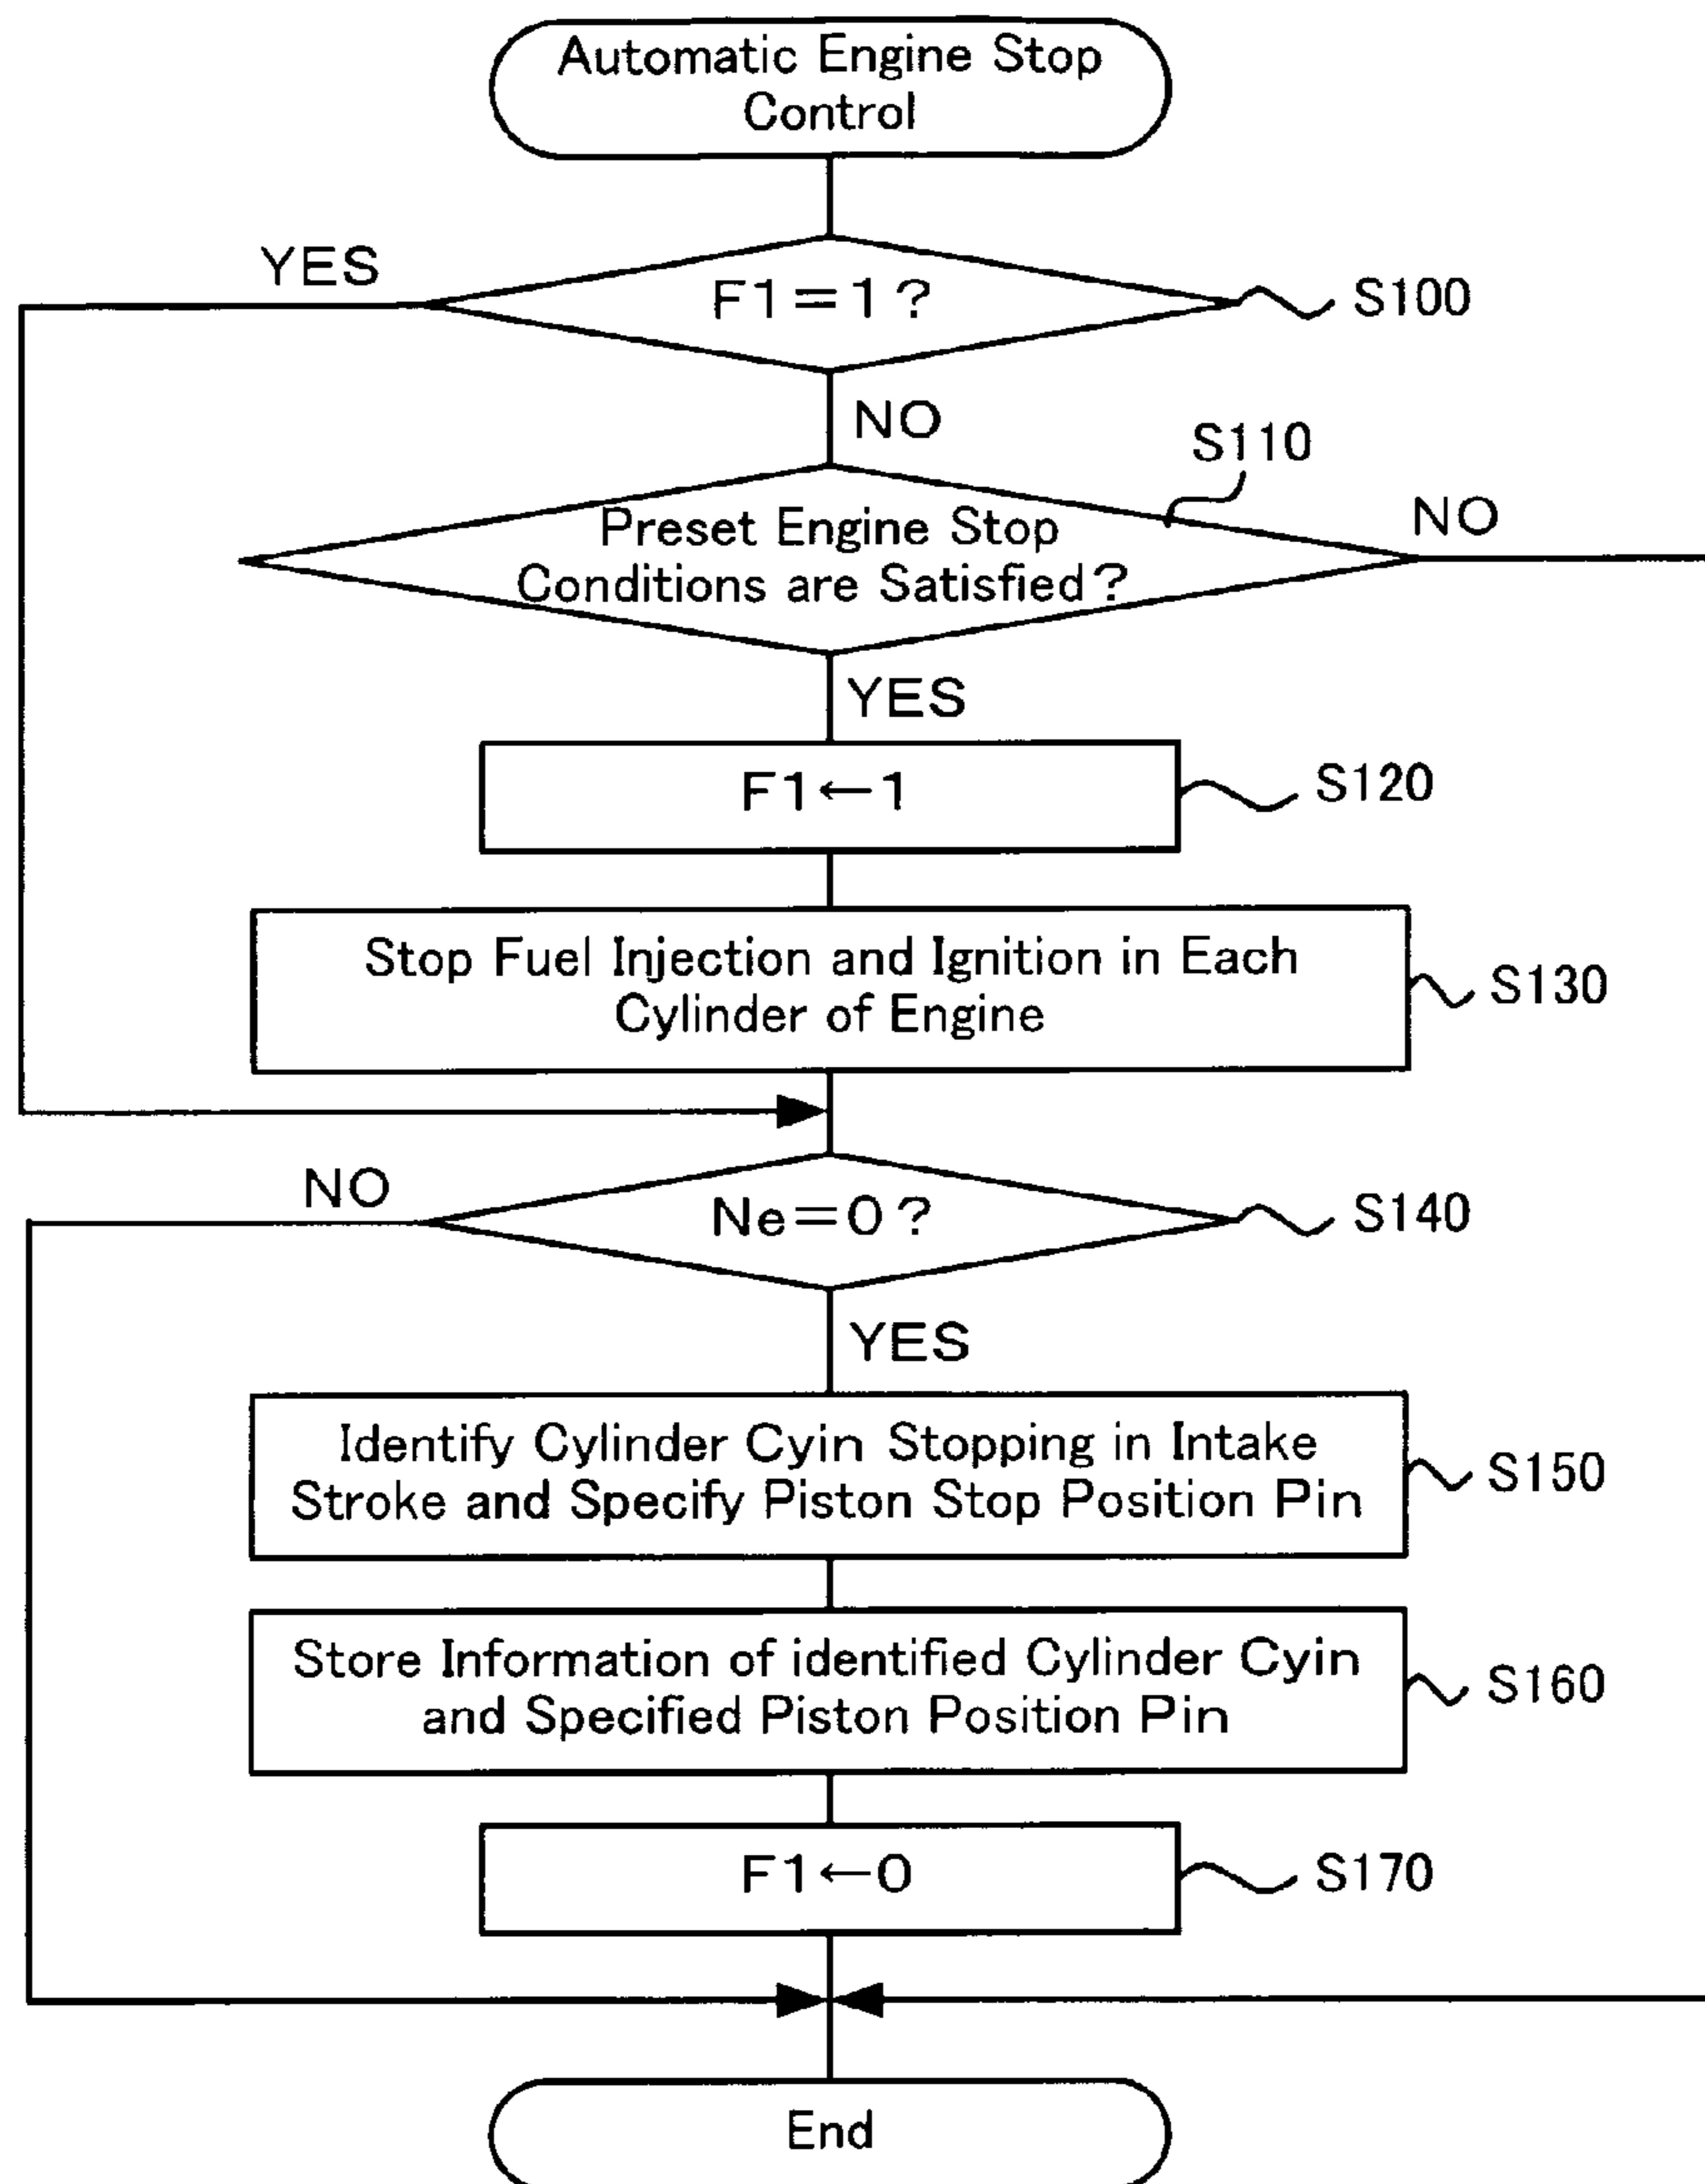 Automatic Engine Stop
Control
YES
F1=1?
S100
NO
S110
Preset Engine Stop
Conditions are Satisfied?
NO
YES
F1←1
S120
Stop Fuel Injection and Ignition in Each
Cylinder of Engine
S130
NO
Ne=0?
S140
YES
Identify Cylinder Cyin Stopping in Intake
Stroke and Specify Piston Stop Position Pin
S150
Store Information of identified Cylinder Cyin
and Specified Piston Position Pin
S160
F1←0
S170
End